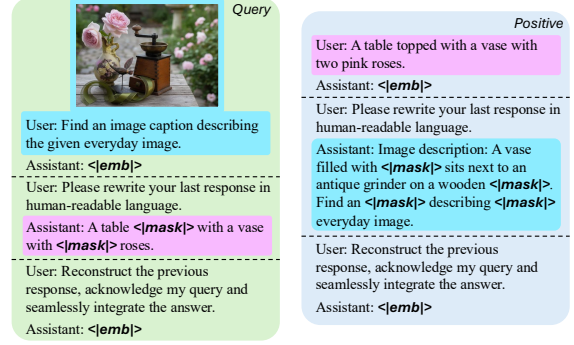 Query
User: Find an image caption describing
the given everyday image.
Assistant: <|emb|>
User: Please rewrite your last response in
human-readable language.
Assistant: A table <|mask|> with a vase
with <|mask|> roses.
User: Reconstruct the previous
response, acknowledge my query and
seamlessly integrate the answer.
Assistant: <|emb|>
Positive
User: A table topped with a vase with
two pink roses.
Assistant: <|emb|>
User: Please rewrite your last response in
human-readable language.
Assistant: Image description: A vase
filled with <|mask|> sits next to an
antique grinder on a wooden <|mask|>.
Find an <|mask|> describing <|mask|>
everyday image.
User: Reconstruct the previous
response, acknowledge my query and
seamlessly integrate the answer.
Assistant: <|emb|>